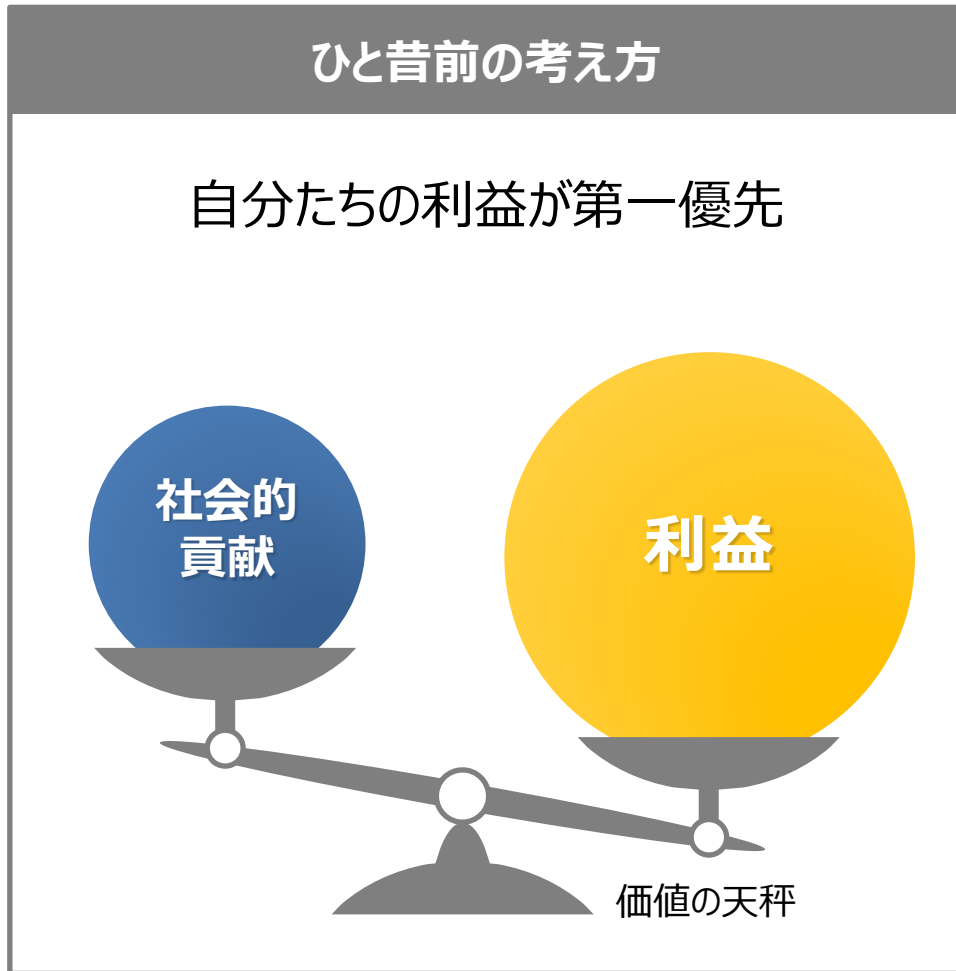 ひと昔前の考え方
自分たちの利益が第一優先
社会的
貢献
利益
価値の天秤